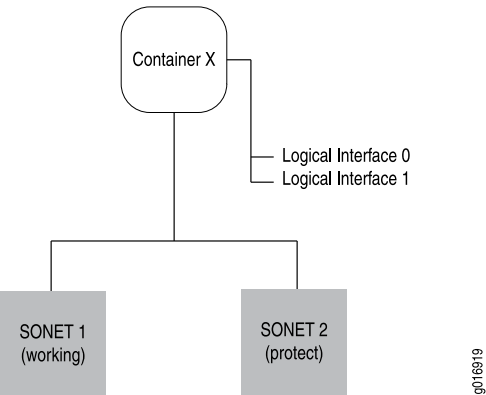 Container X
Logical Interface 0
Logical Interface 1
SONET 1
(working)
SONET 2
(protect)
g016919